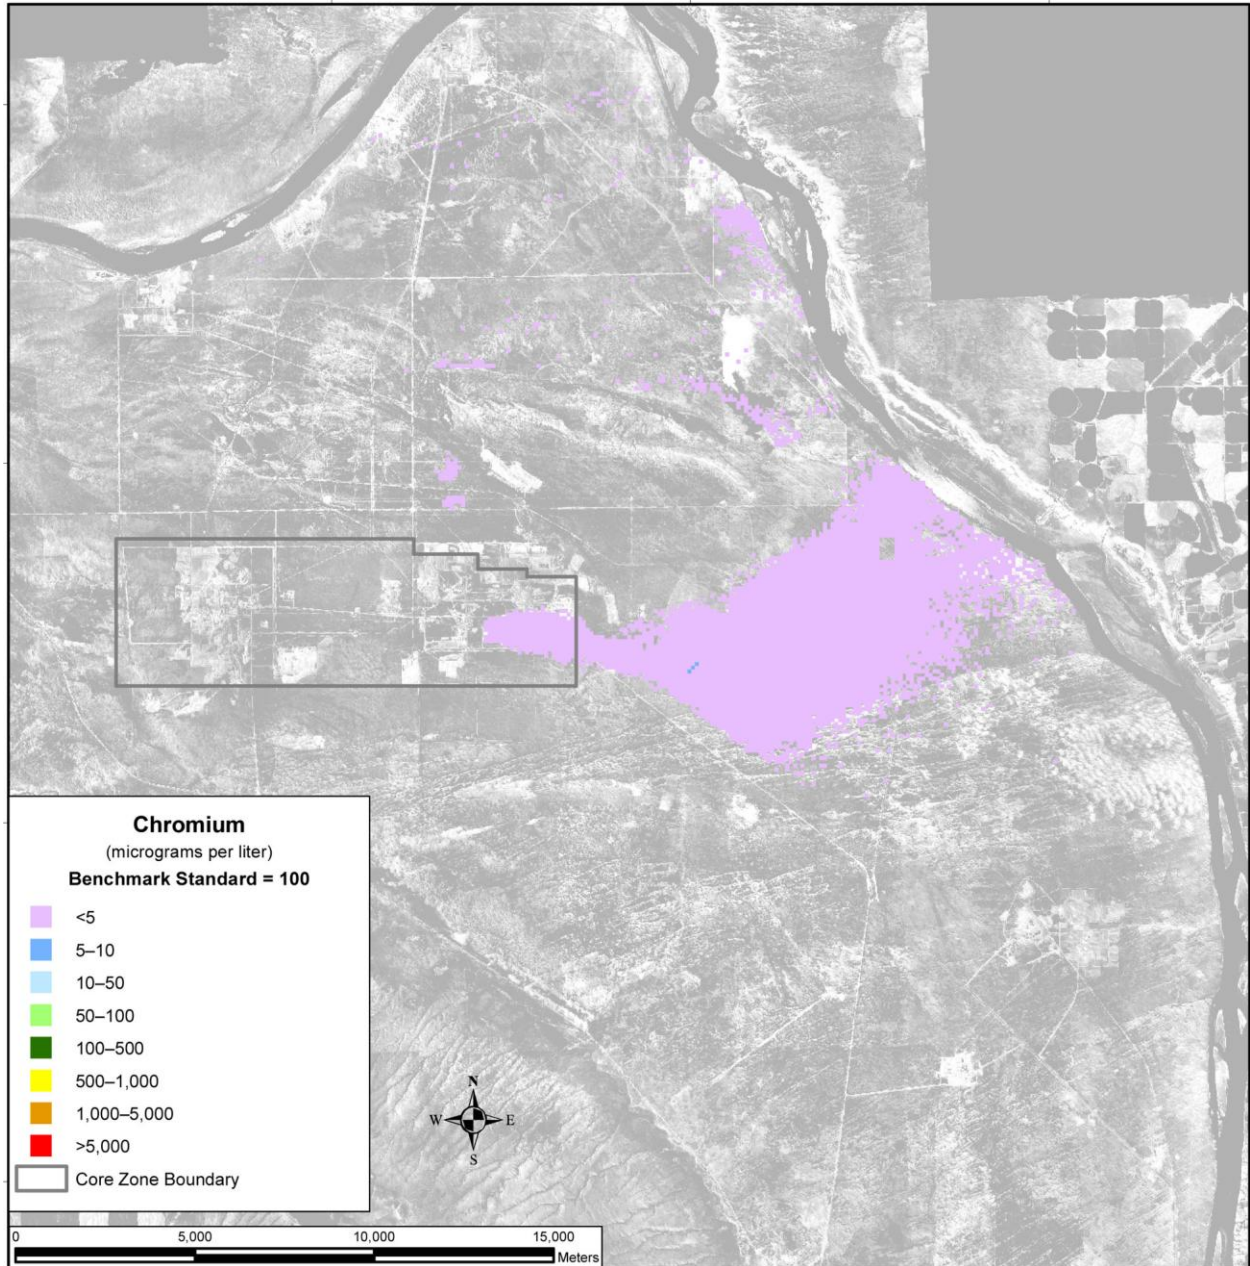 Chromium
(micrograms per liter)
Benchmark Standard = 100
<5
5–10
10–50
50–100
100–500
500–1,000
1,000–5,000
>5,000
Core Zone Boundary
N
W E
S
0 5,000 10,000 15,000
Meters